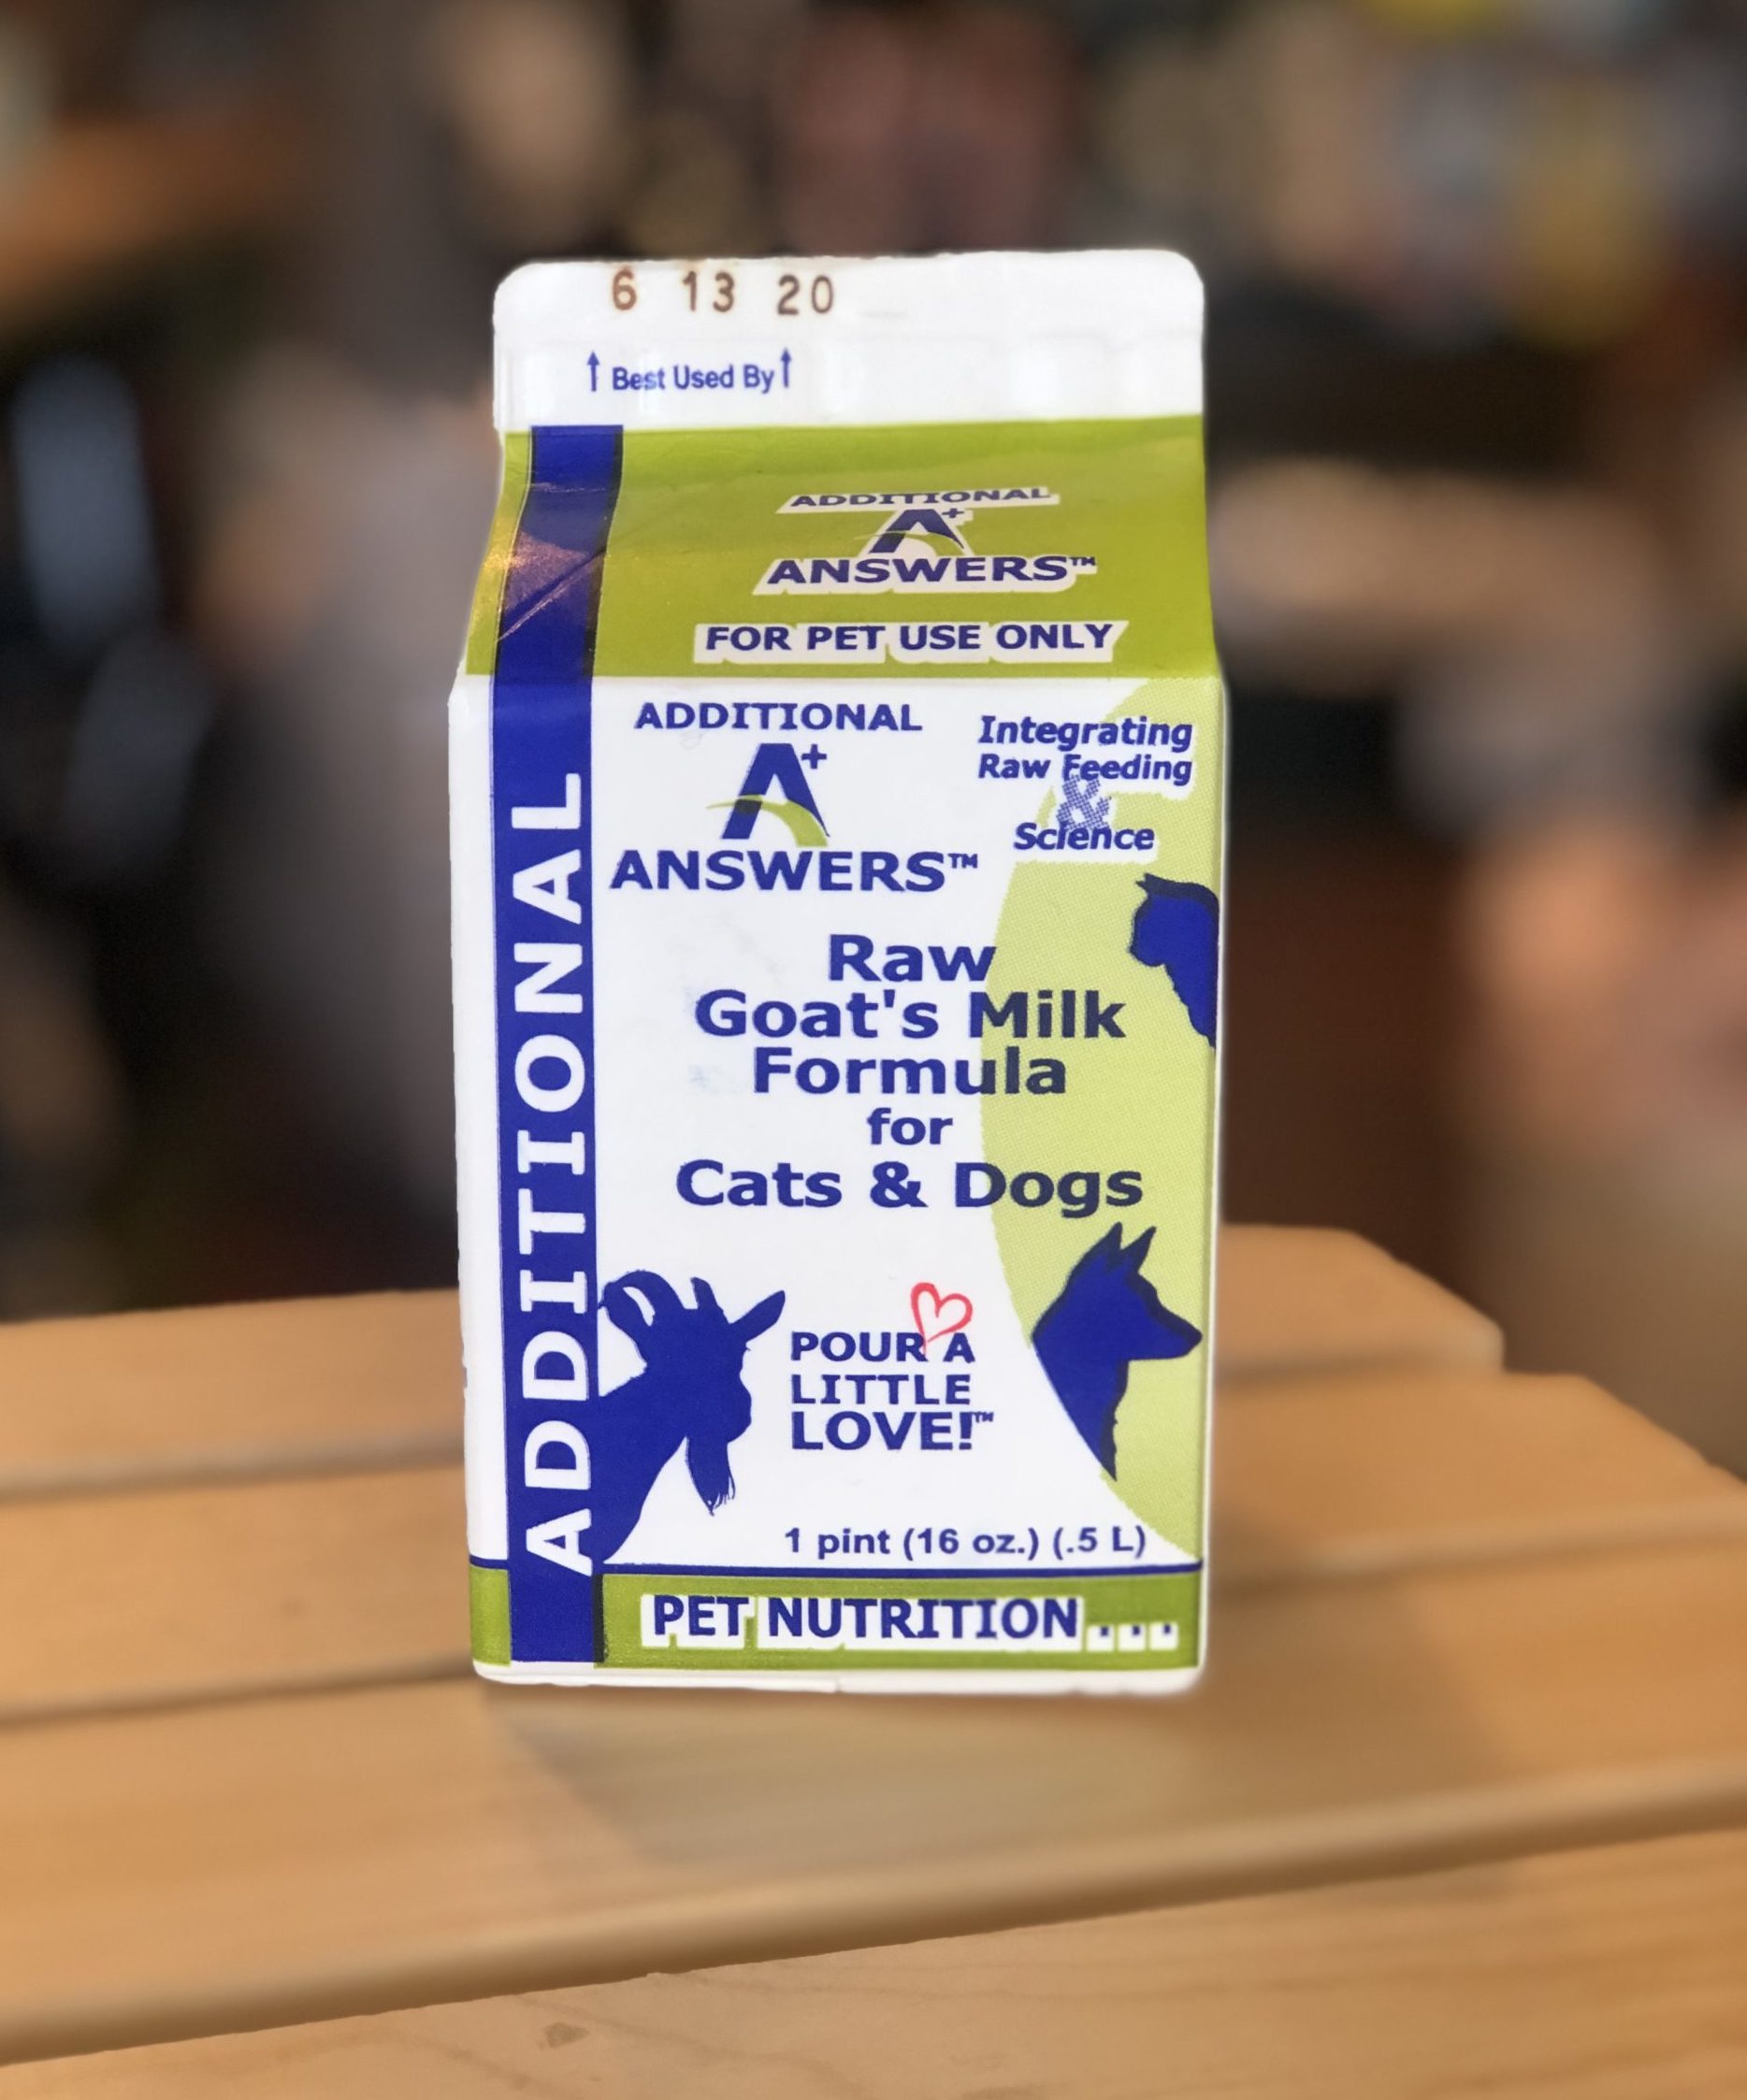 6 13 20
↑ Best Used By ↑
ADDITIONAL
A+
ANSWERS™
FOR PET USE ONLY
ADDITIONAL
ADDITIONAL
A+
ANSWERS™
Integrating
Raw Feeding
&
Science
Raw
Goat's Milk
Formula
for
Cats & Dogs
POUR A
LITTLE
LOVE!™
1 pint (16 oz.) (.5 L)
PET NUTRITION...